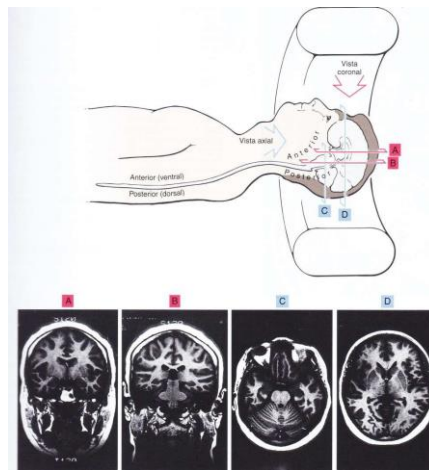 Vista
coronal
Vista axial
Anterior
Posterior
A
B
Anterior (ventral)
Posterior (dorsal)
C
D
A
B
C
D